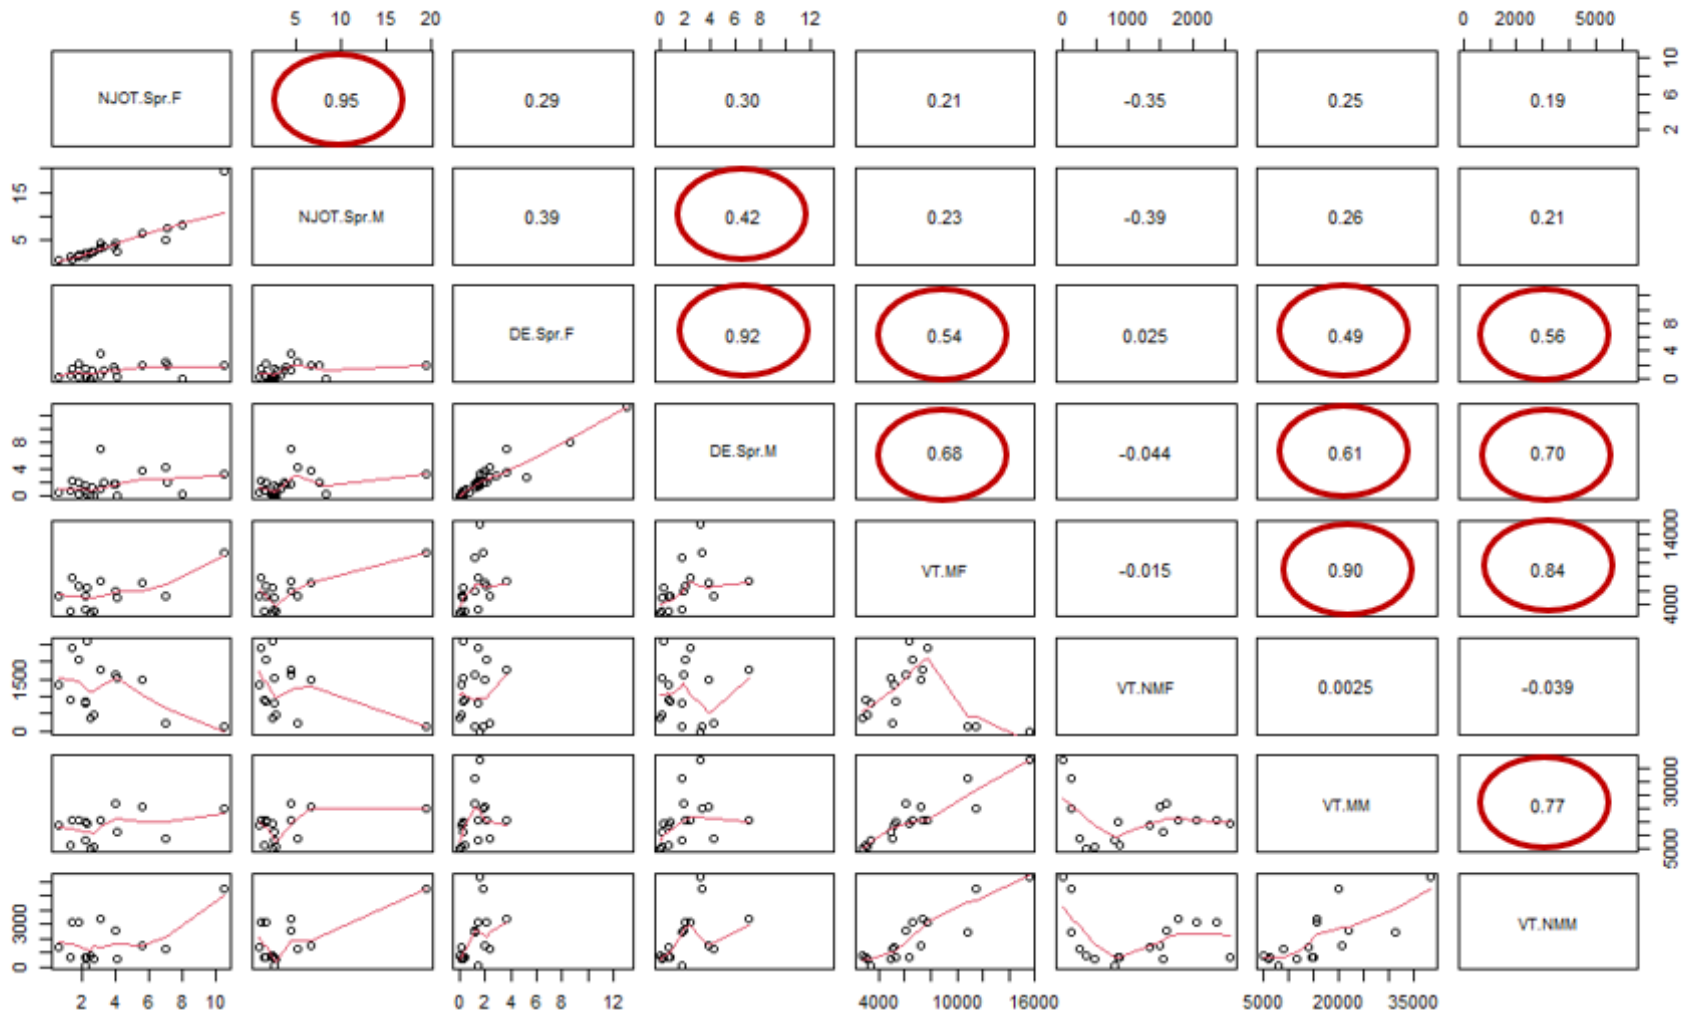 5 10 20 0 2 4 6 8 12 0 1000 2000 0 2000 5000
NJOT.Spr.F 0.95 0.29 0.30 0.21 -0.35 0.25 0.19 2 6 10
5 15 NJOT.Spr.M 0.39 0.42 0.23 -0.39 0.26 0.21
DE.Spr.F 0.92 0.54 0.025 0.49 0.56 0 4 8
0 4 8 DE.Spr.M 0.68 -0.044 0.61 0.70
VT.MF -0.015 0.90 0.84 4000 14000
0 1500 VT.NMF 0.0025 -0.039
VT.MM 0.77 5000 30000
0 3000 VT.NMM
2 4 6 8 10 0 2 4 6 8 12 4000 10000 16000 5000 20000 35000